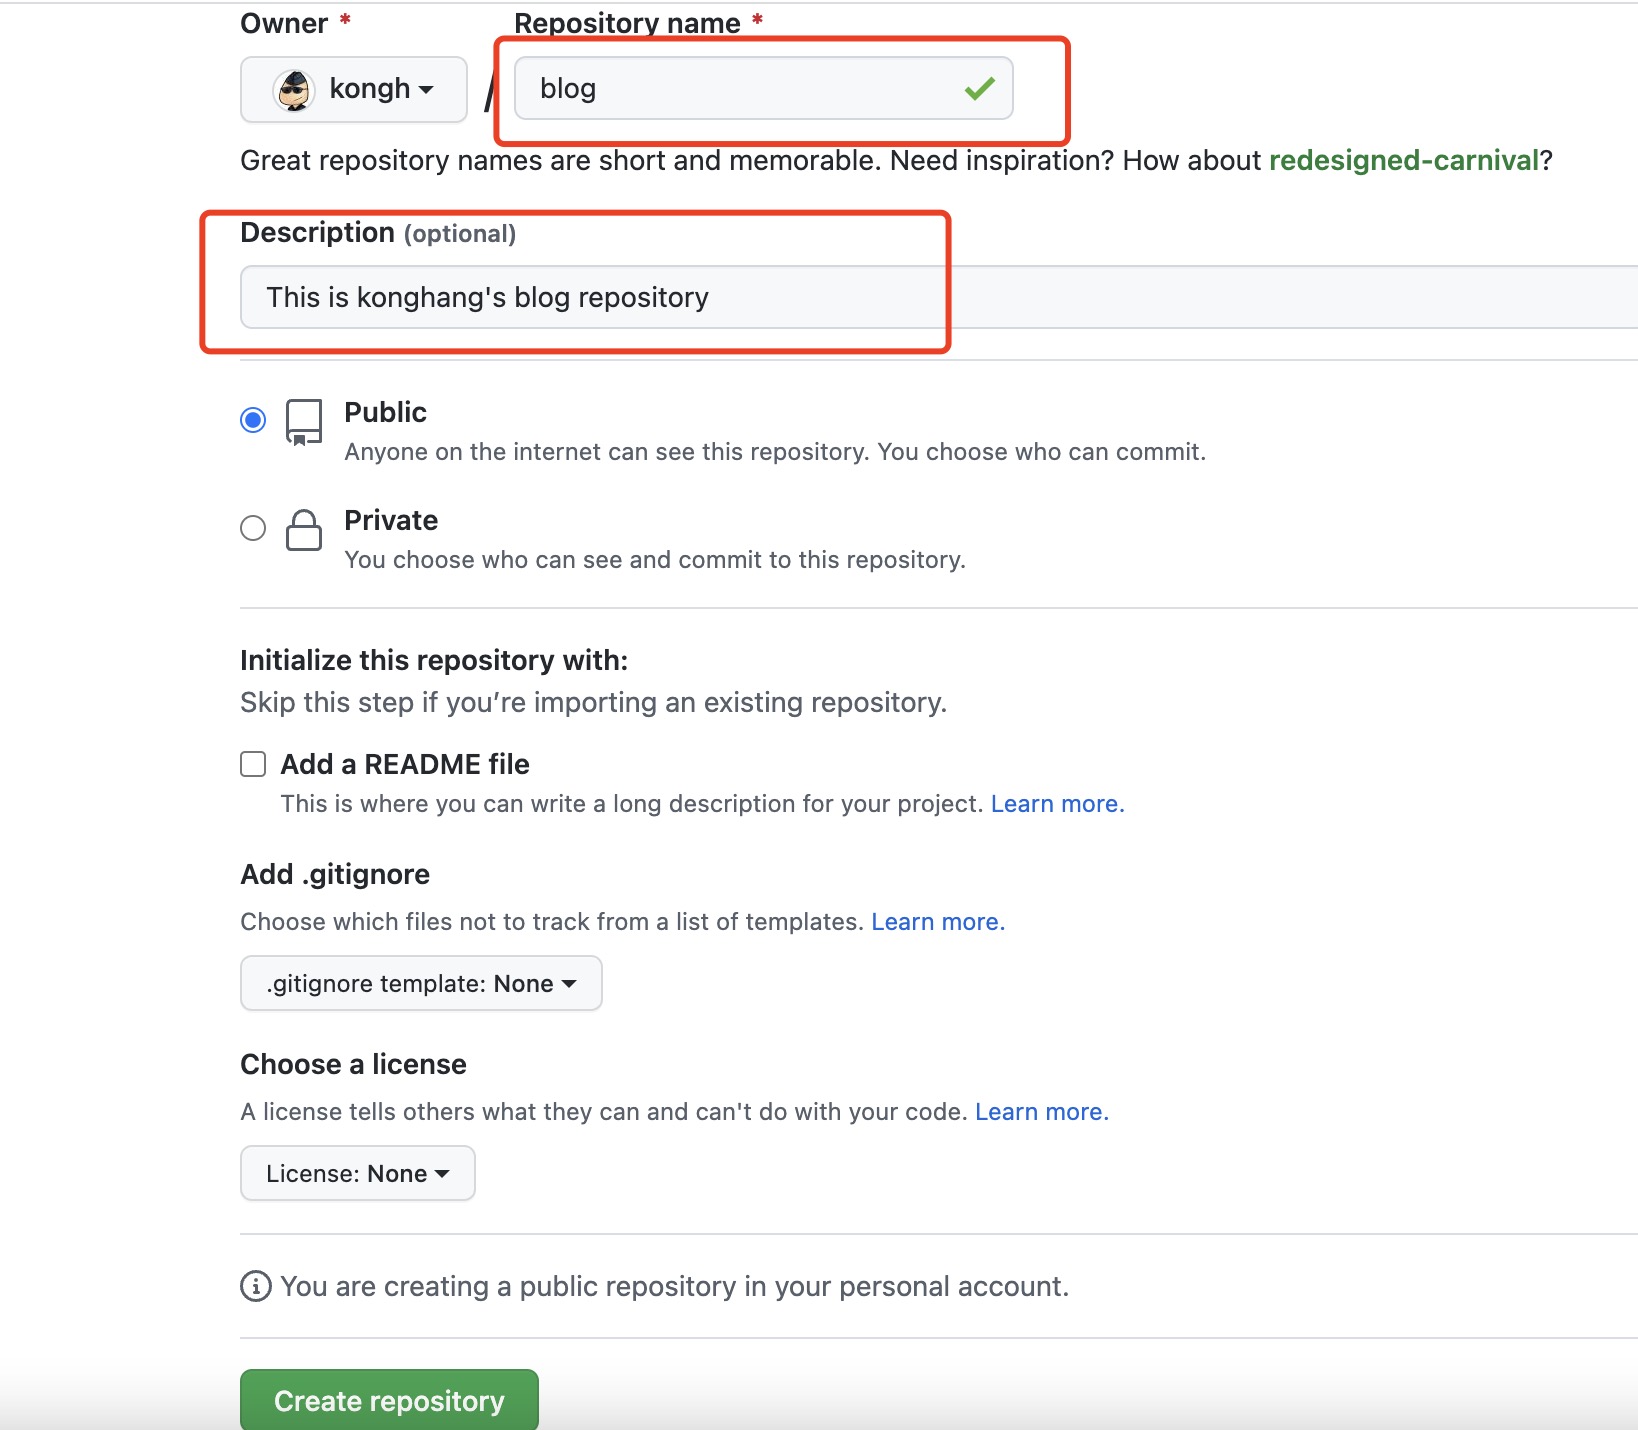 Owner *
Repository name *
kongh
/
blog
Great repository names are short and memorable. Need inspiration? How about redesigned-carnival?
Description (optional)
This is konghang's blog repository
Public
Anyone on the internet can see this repository. You choose who can commit.
Private
You choose who can see and commit to this repository.
Initialize this repository with:
Skip this step if you’re importing an existing repository.
Add a README file
This is where you can write a long description for your project. Learn more.
Add .gitignore
Choose which files not to track from a list of templates. Learn more.
.gitignore template: None
Choose a license
A license tells others what they can and can't do with your code. Learn more.
License: None
You are creating a public repository in your personal account.
Create repository